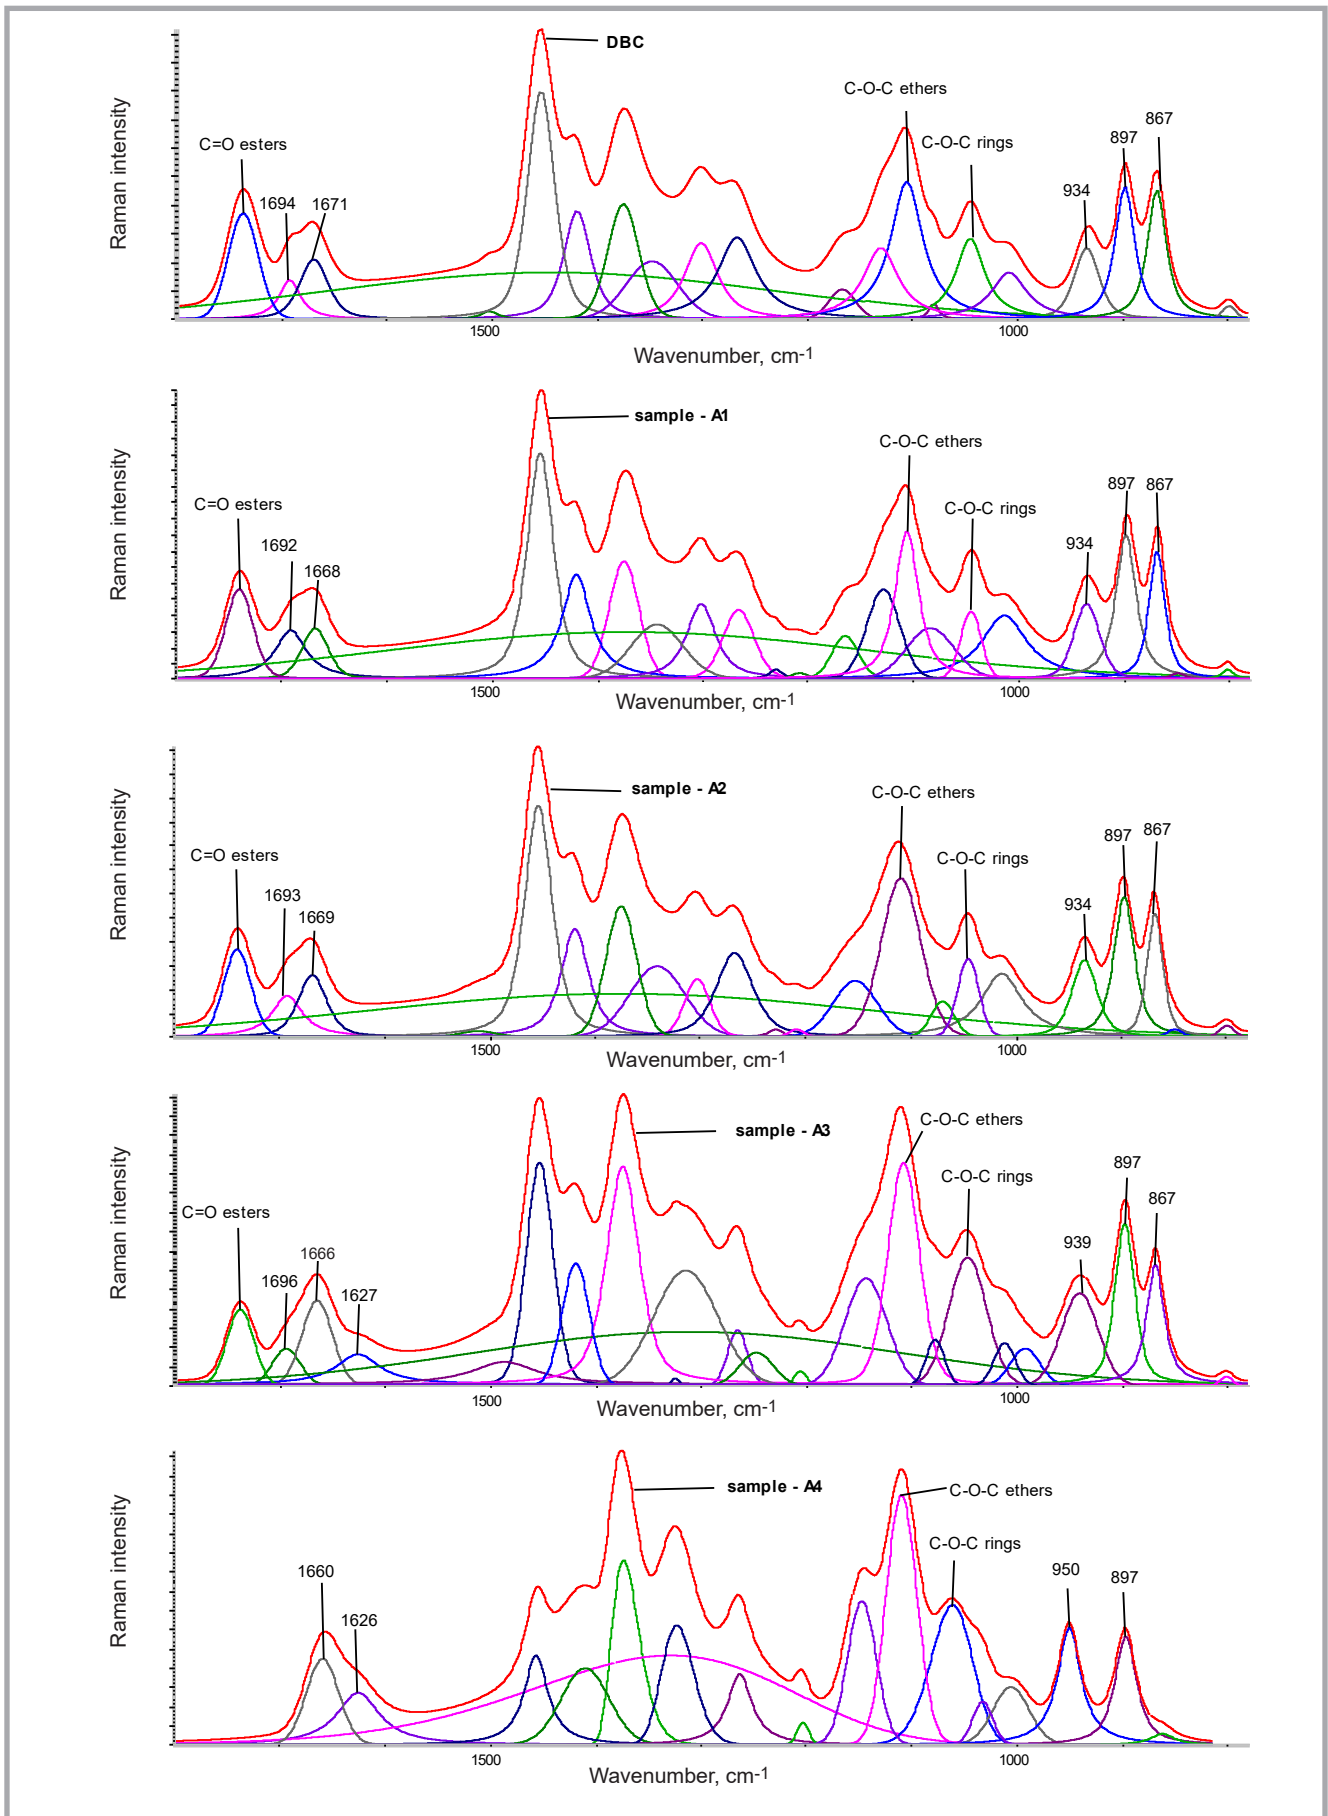 DBC
C-O-C ethers
867
897
C=O esters
C-O-C rings
1694
1671
934
Raman intensity
1500
1000
Wavenumber, cm-1
sample - A1
C-O-C ethers
C=O esters
C-O-C rings
897
867
1692
1668
934
Raman intensity
1500
1000
Wavenumber, cm-1
sample - A2
C-O-C ethers
C=O esters
C-O-C rings
897
867
1693
1669
934
Raman intensity
1500
1000
Wavenumber, cm-1
sample - A3
C-O-C ethers
C-O-C rings
897
867
C=O esters
1666
939
1696
1627
Raman intensity
1500
1000
Wavenumber, cm-1
sample - A4
C-O-C ethers
C-O-C rings
1660
950
897
1626
Raman intensity
1500
1000
Wavenumber, cm-1